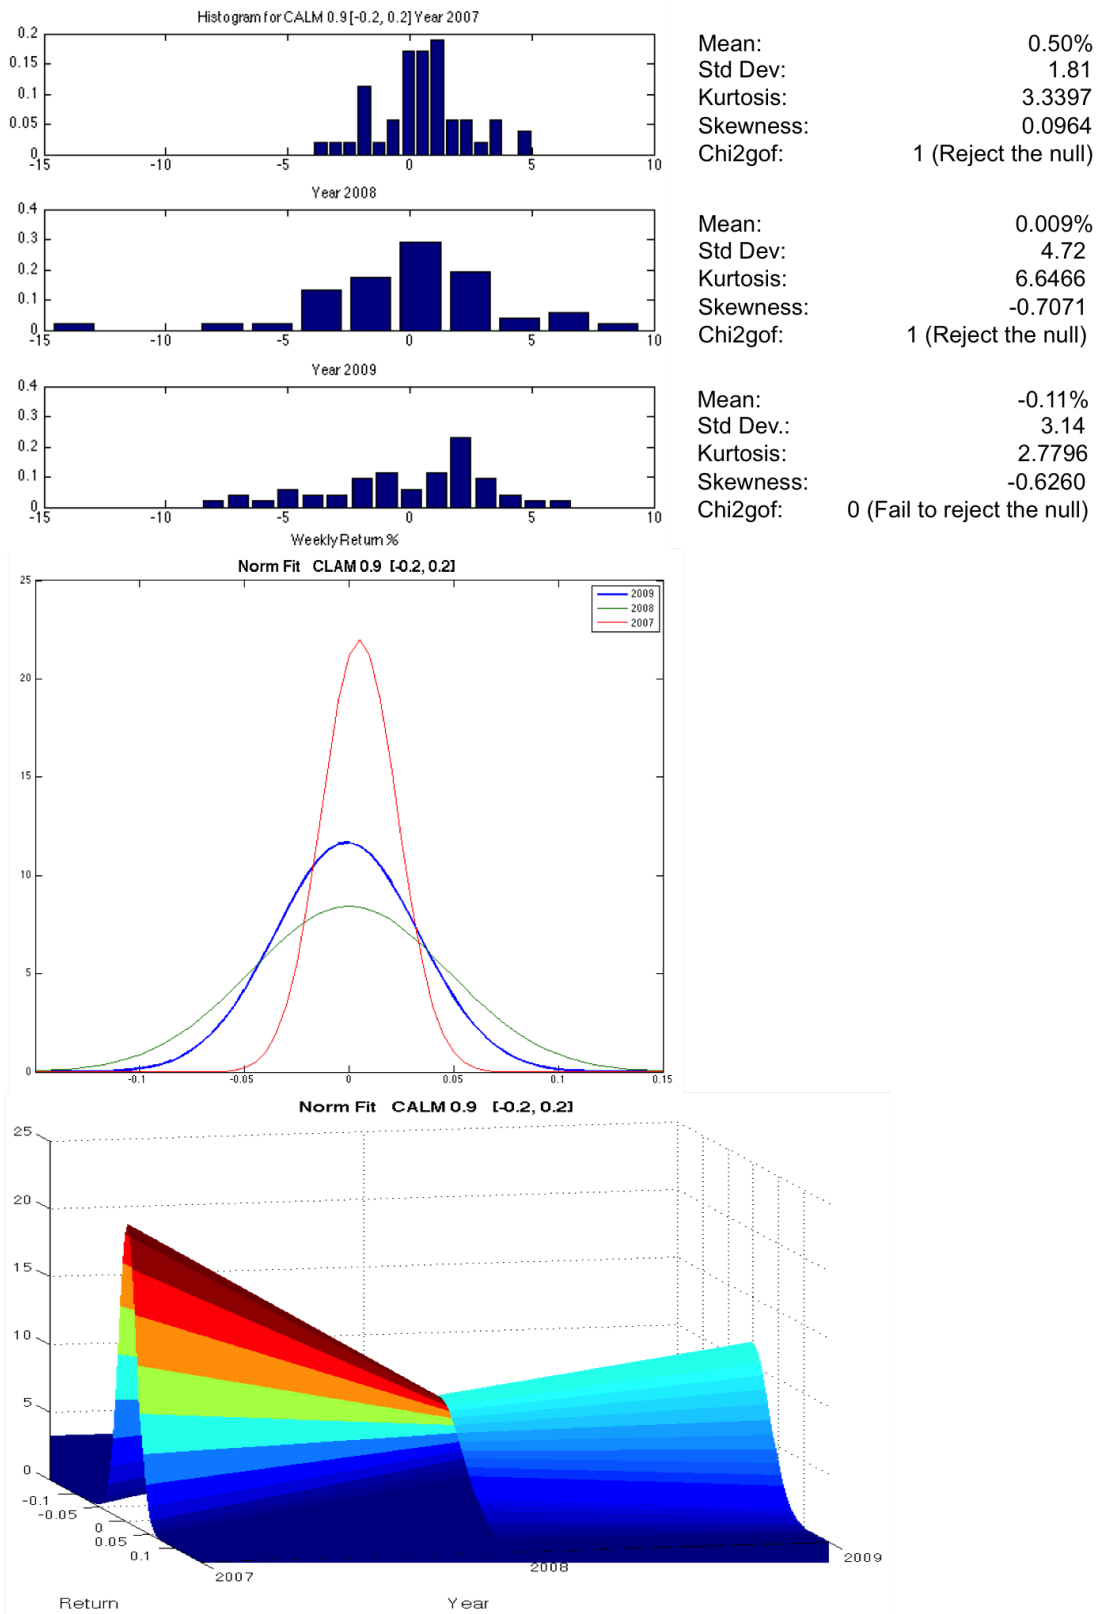 Histogram for CALM 0.9 [-0.2, 0.2] Year 2007
0.2
0.15
0.1
0.05
0
-15 -10 -5 0 5 10
Mean: 0.50%
Std Dev: 1.81
Kurtosis: 3.3397
Skewness: 0.0964
Chi2gof: 1 (Reject the null)
Year 2008
0.4
0.3
0.2
0.1
0
-15 -10 -5 0 5 10
Mean: 0.009%
Std Dev: 4.72
Kurtosis: 6.6466
Skewness: -0.7071
Chi2gof: 1 (Reject the null)
Year 2009
0.4
0.3
0.2
0.1
0
-15 -10 -5 0 5 10
Weekly Return %
Mean: -0.11%
Std Dev.: 3.14
Kurtosis: 2.7796
Skewness: -0.6260
Chi2gof: 0 (Fail to reject the null)
Norm Fit CLAM 0.9 [-0.2, 0.2]
25
20
15
10
5
0
-0.1 -0.05 0 0.05 0.1 0.15
2009
2008
2007
Norm Fit CALM 0.9 [-0.2, 0.2]
25
20
15
10
5
0
-0.1
-0.05
0
0.05
0.1
2007
2008
2009
Return
Year